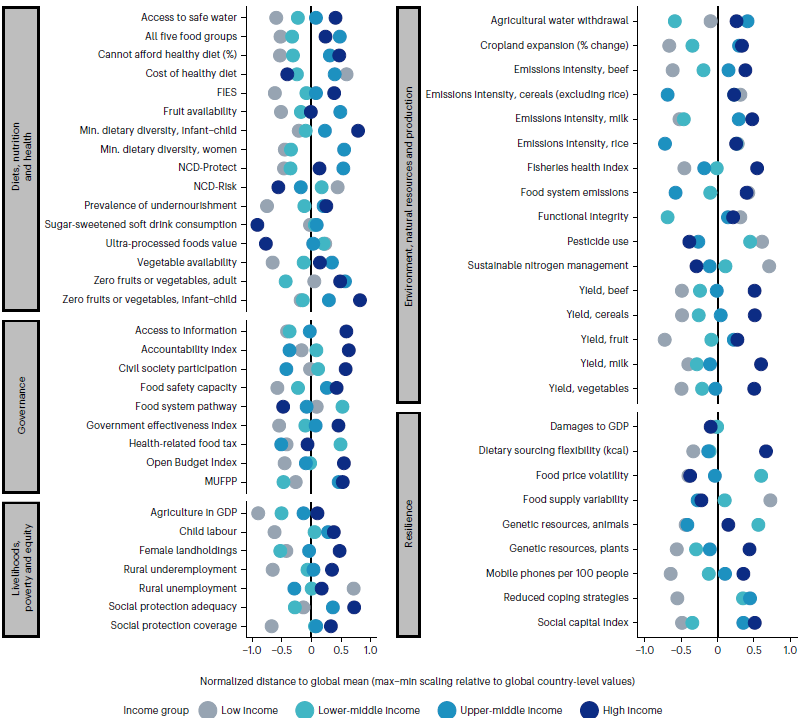 Diets, nutrition
and health
Access to safe water
All five food groups
Cannot afford healthy diet (%)
Cost of healthy diet
FIES
Fruit availability
Min. dietary diversity, infant–child
Min. dietary diversity, women
NCD-Protect
NCD-Risk
Prevalence of undernourishment
Sugar-sweetened soft drink consumption
Ultra-processed foods value
Vegetable availability
Zero fruits or vegetables, adult
Zero fruits or vegetables, infant–child
Governance
Access to information
Accountability index
Civil society participation
Food safety capacity
Food system pathway
Government effectiveness index
Health-related food tax
Open Budget Index
MUFPP
Livelihoods,
poverty and equity
Agriculture in GDP
Child labour
Female landholdings
Rural underemployment
Rural unemployment
Social protection adequacy
Social protection coverage
–1.0 –0.5 0 0.5 1.0
Environment, natural resources and production
Agricultural water withdrawal
Cropland expansion (% change)
Emissions intensity, beef
Emissions intensity, cereals (excluding rice)
Emissions intensity, milk
Emissions intensity, rice
Fisheries health index
Food system emissions
Functional integrity
Pesticide use
Sustainable nitrogen management
Yield, beef
Yield, cereals
Yield, fruit
Yield, milk
Yield, vegetables
Resilience
Damages to GDP
Dietary sourcing flexibility (kcal)
Food price volatility
Food supply variability
Genetic resources, animals
Genetic resources, plants
Mobile phones per 100 people
Reduced coping strategies
Social capital index
–1.0 –0.5 0 0.5 1.0
Normalized distance to global mean (max–min scaling relative to global country-level values)
Income group Low income Lower-middle income Upper-middle income High income